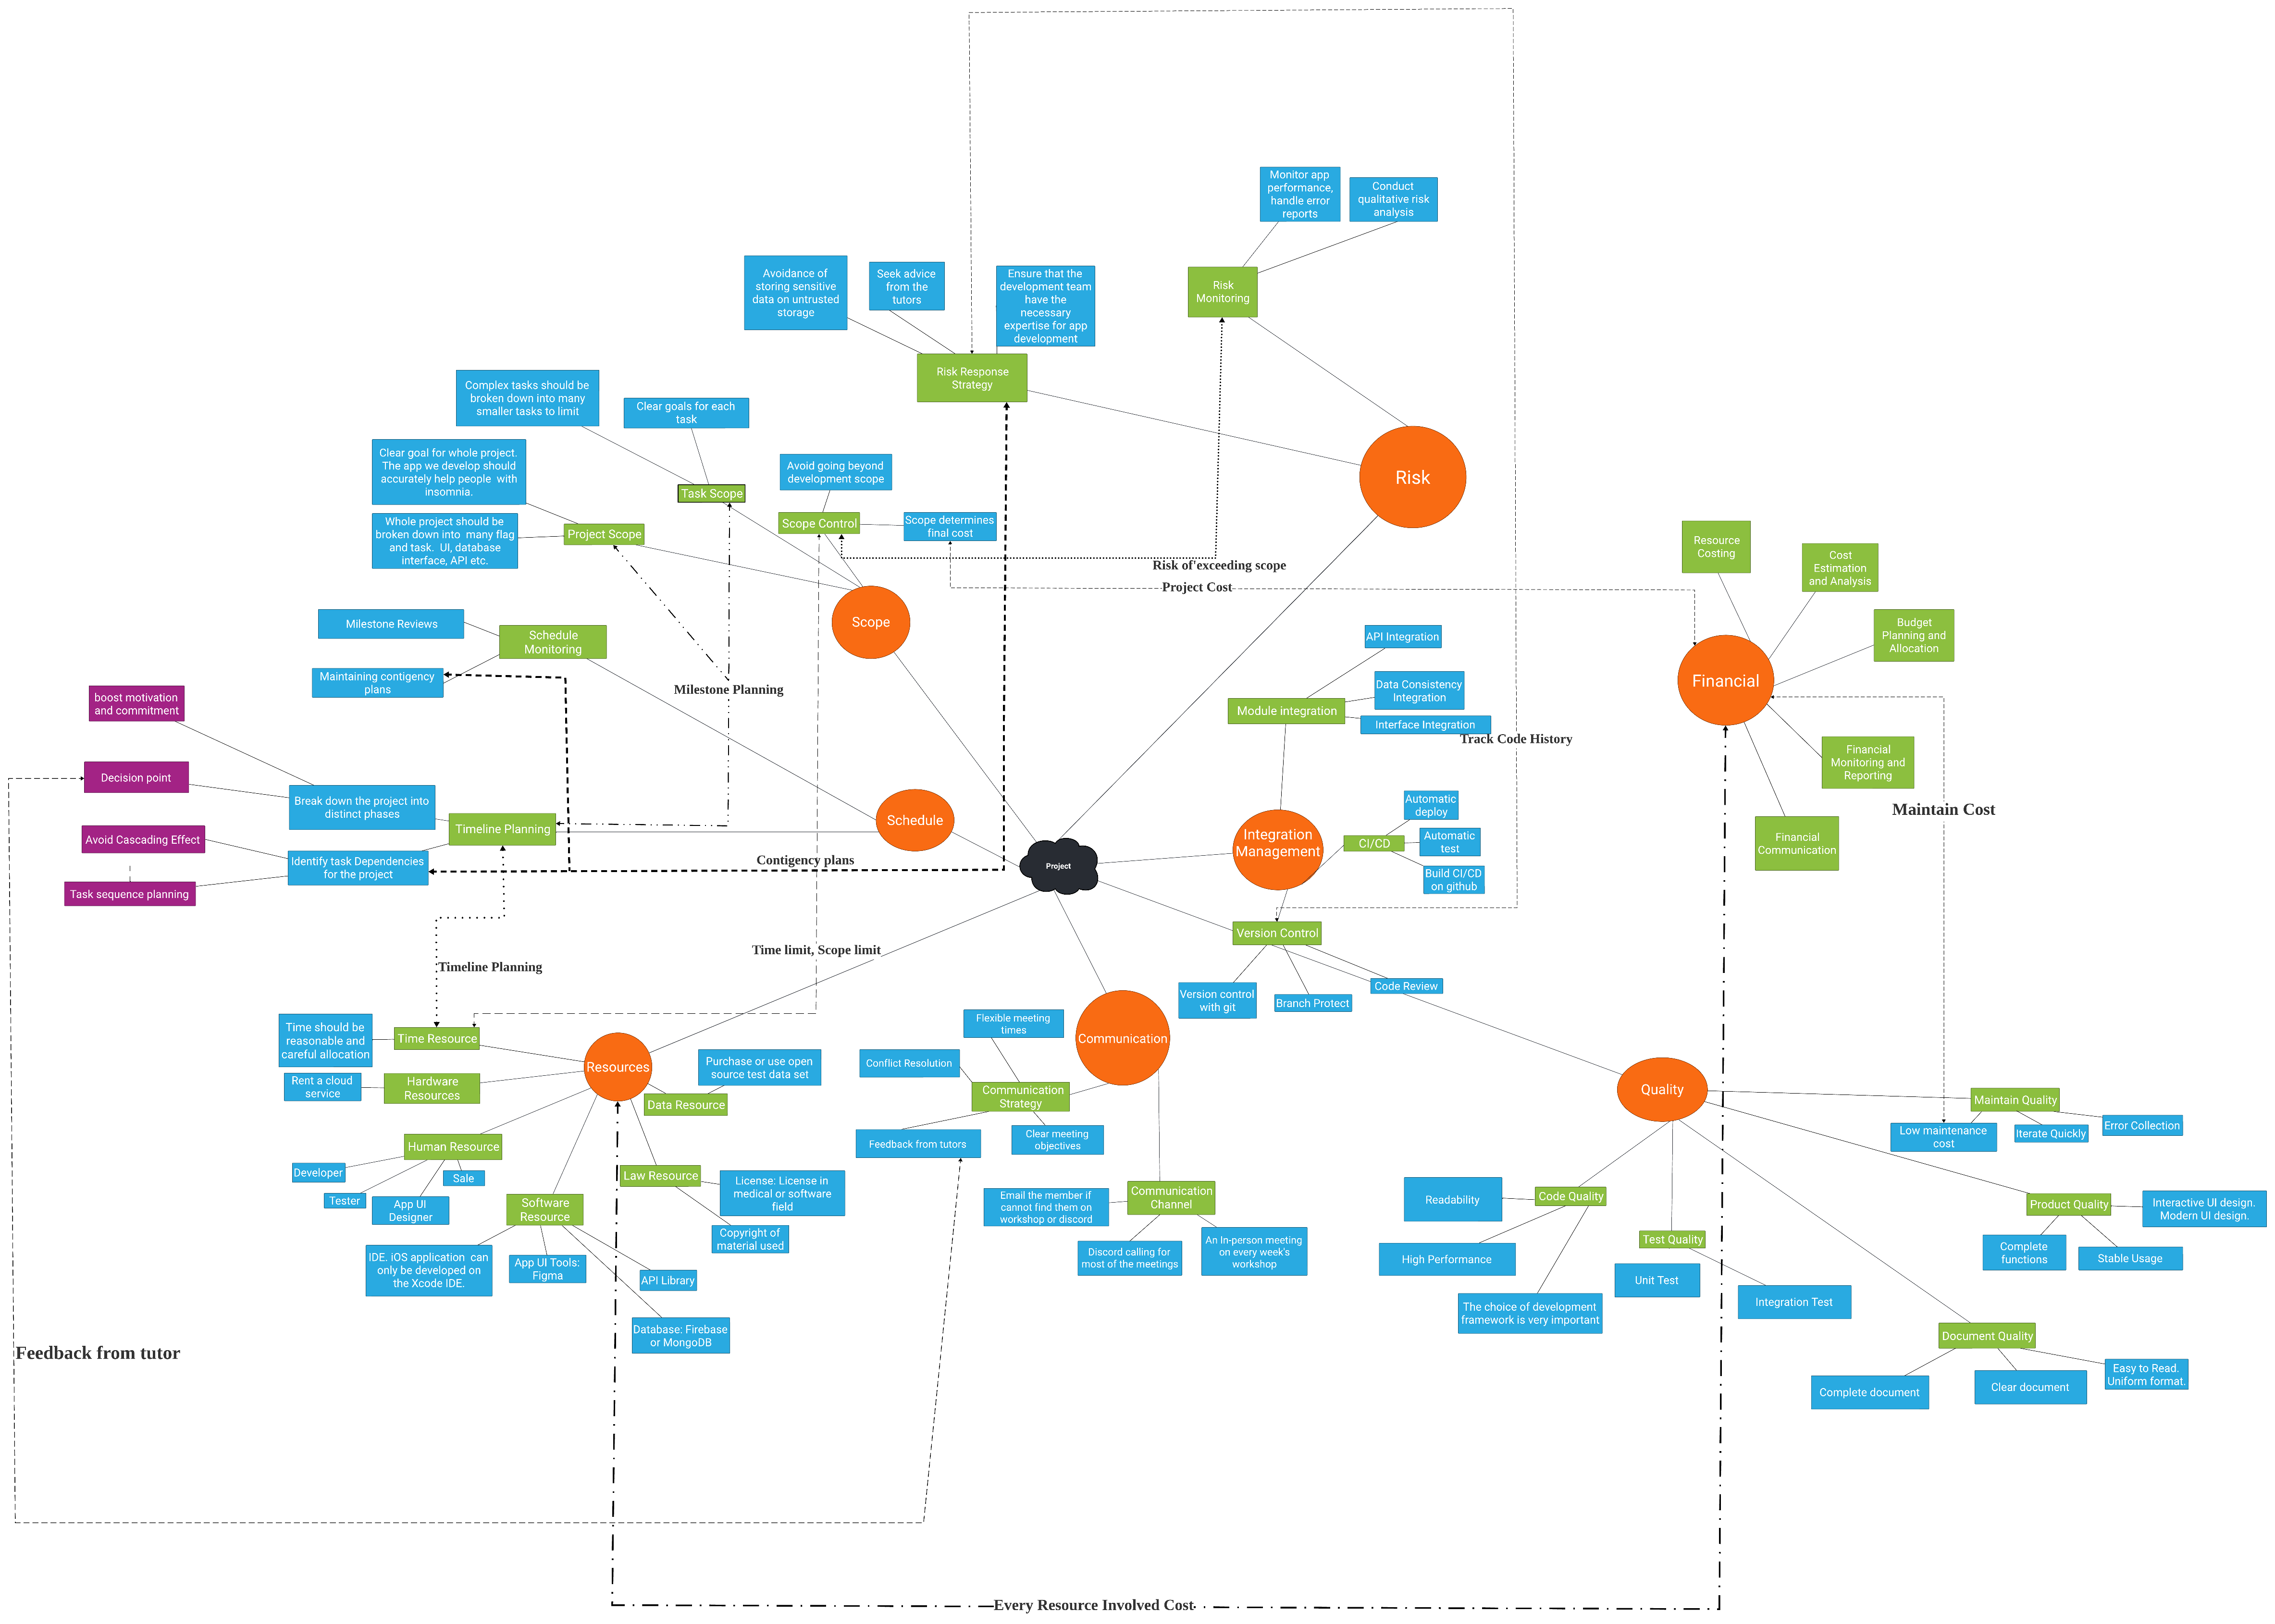 Monitor app
performance,
handle error
reports
Conduct
qualitative risk
analysis
Avoidance of
storing sensitive
data on untrusted
storage
Seek advice
from the
tutors
Ensure that the
development team
have the
necessary
expertise for app
development
Risk
Monitoring
Risk Response
Strategy
Complex tasks should be
broken down into many
smaller tasks to limit
Clear goals for each
task
Clear goal for whole project.
The app we develop should
accurately help people with
insomnia.
Avoid going beyond
development scope
Risk
Task Scope
Whole project should be
broken down into many flag
and task. UI, database
interface, API etc.
Project Scope
Scope Control
Scope determines
final cost
Resource
Costing
Cost
Estimation
and Analysis
Risk of exceeding scope
Project Cost
Milestone Reviews
Schedule
Monitoring
Scope
API Integration
Budget
Planning and
Allocation
Maintaining contigency
plans
Milestone Planning
Data Consistency
Integration
Financial
boost motivation
and commitment
Module integration
Interface Integration
Track Code History
Financial
Monitoring and
Reporting
Decision point
Break down the project into
distinct phases
Automatic
deploy
Maintain Cost
Avoid Cascading Effect
Timeline Planning
Schedule
Integration
Management
CI/CD
Automatic
test
Financial
Communication
Identify task Dependencies
for the project
Contigency plans
Project
Build CI/CD
on github
Task sequence planning
Version Control
Time limit, Scope limit
Timeline Planning
Version control
with git
Branch Protect
Code Review
Time should be
reasonable and
careful allocation
Time Resource
Flexible meeting
times
Communication
Conflict Resolution
Resources
Purchase or use open
source test data set
Rent a cloud
service
Hardware
Resources
Data Resource
Communication
Strategy
Quality
Maintain Quality
Human Resource
Feedback from tutors
Clear meeting
objectives
Low maintenance
cost
Iterate Quickly
Error Collection
Developer
Tester
App UI
Designer
Sale
Law Resource
License: License in
medical or software
field
Software
Resource
Copyright of
material used
Communication
Channel
Email the member if
cannot find them on
workshop or discord
Discord calling for
most of the meetings
An In-person meeting
on every week's
workshop
Readability
Code Quality
Product Quality
Interactive UI design.
Modern UI design.
High Performance
Test Quality
Complete
functions
Stable Usage
IDE. iOS application can
only be developed on
the Xcode IDE.
App UI Tools:
Figma
API Library
Unit Test
Integration Test
The choice of development
framework is very important
Database: Firebase
or MongoDB
Document Quality
Feedback from tutor
Complete document
Clear document
Easy to Read.
Uniform format.
Every Resource Involved Cost